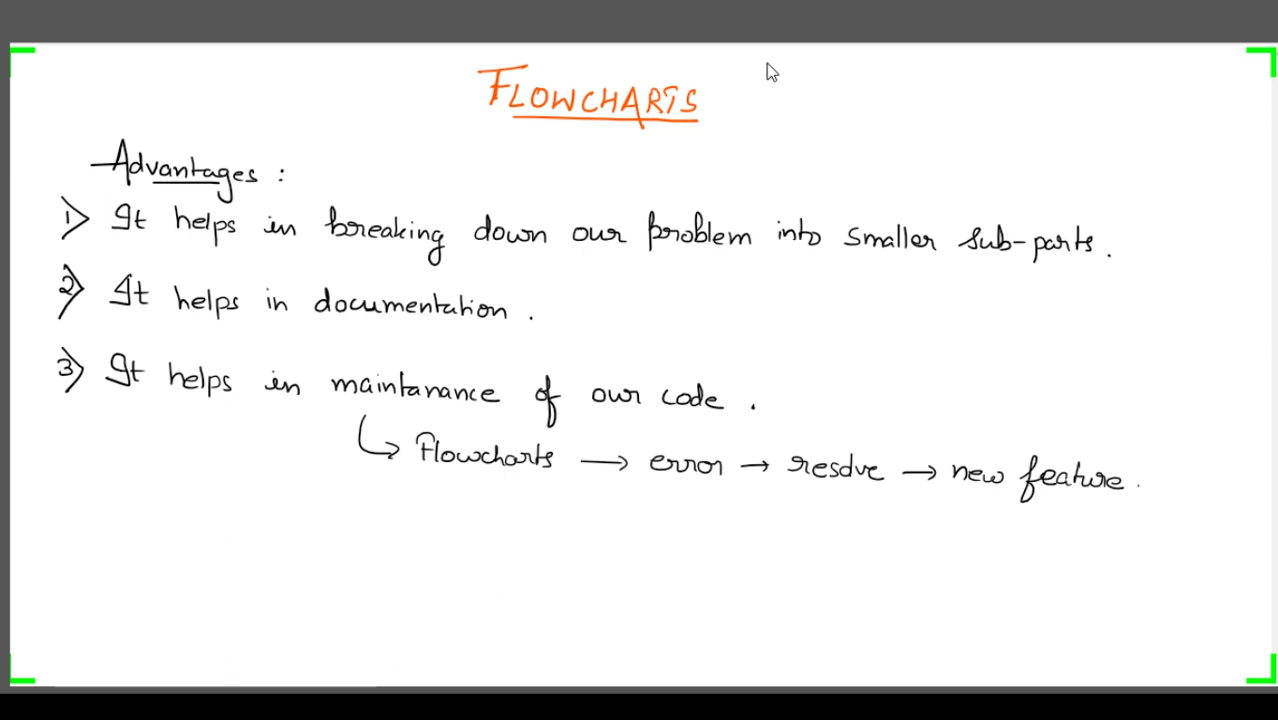 FLOWCHARTS
Advantages :
1) It helps in breaking down our problem into smaller sub-parts.
2) It helps in documentation.
3) It helps in maintanance of our code.
↳ Flowcharts → error → resolve → new feature.